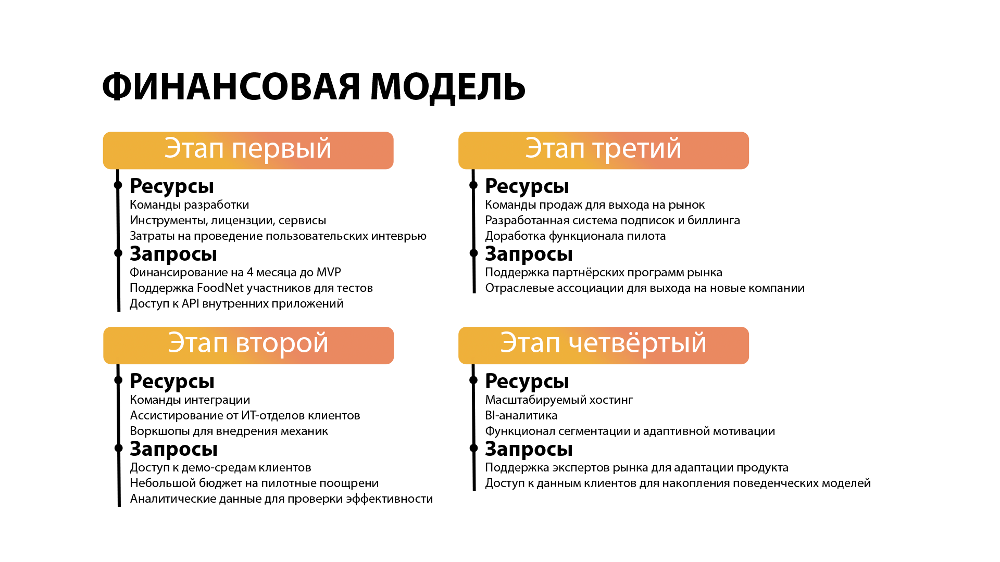 ФИНАНСОВАЯ МОДЕЛЬ
Этап первый
Ресурсы
Команды разработки
Инструменты, лицензции, сервисы
Затраты на проведение пользовательских интеврью
Запросы
Финансирование на 4 месяца до MVP
Поддержка FoodNet участников для тестов
Доступ к API внутренних приложений
Этап второй
Ресурсы
Команды интеграции
Ассистирование от ИТ-отделов клиентов
Воркшопы для внедрения механик
Запросы
Доступ к демо-средам клиентов
Небольшой бюджет на пилотные поощрени
Аналитические данные для проверки эффективности
Этап третий
Ресурсы
Команды продаж для выхода на рынок
Разработанная система подписок и биллинга
Доработка функционала пилота
Запросы
Поддержка партнёрских программ рынка
Отраслевые ассоциации для выхода на новые компании
Этап четвёртый
Ресурсы
Масштабируемый хостинг
BI-аналитика
Функционал сегментации и адаптивной мотивации
Запросы
Поддержка экспертов рынка для адаптации продукта
Доступ к данным клиентов для накопления поведенческих моделей